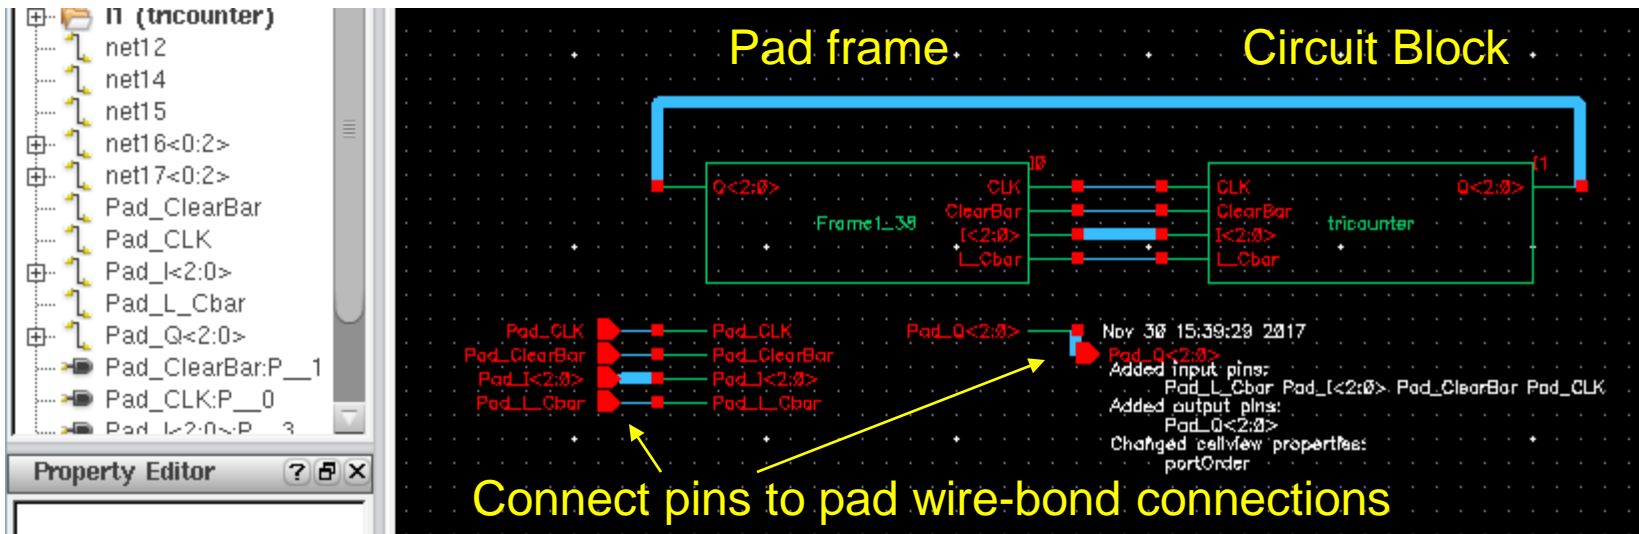 I1 (tricounter)
net12
net14
net15
net16<0:2>
net17<0:2>
Pad_ClearBar
Pad_CLK
Pad_I<2:0>
Pad_L_Cbar
Pad_Q<2:0>
Pad_ClearBar:P__1
Pad_CLK:P__0
Pad_I<2:0>:P__3
Property Editor
Pad frame
Circuit Block
I0
I1
Q<2:0>
CLK
ClearBar
I<2:0>
L_Cbar
Frame1_38
CLK
ClearBar
I<2:0>
L_Cbar
Q<2:0>
tricounter
Pad_CLK
Pad_ClearBar
Pad_I<2:0>
Pad_L_Cbar
Pad_CLK
Pad_ClearBar
Pad_I<2:0>
Pad_L_Cbar
Pad_Q<2:0>
Nov 30 15:39:29 2017
Pad_Q<2:0>
Added input pins:
Pad_L_Cbar Pad_I<2:0> Pad_ClearBar Pad_CLK
Added output pins:
Pad_Q<2:0>
Changed cellview properties:
portOrder
Connect pins to pad wire-bond connections